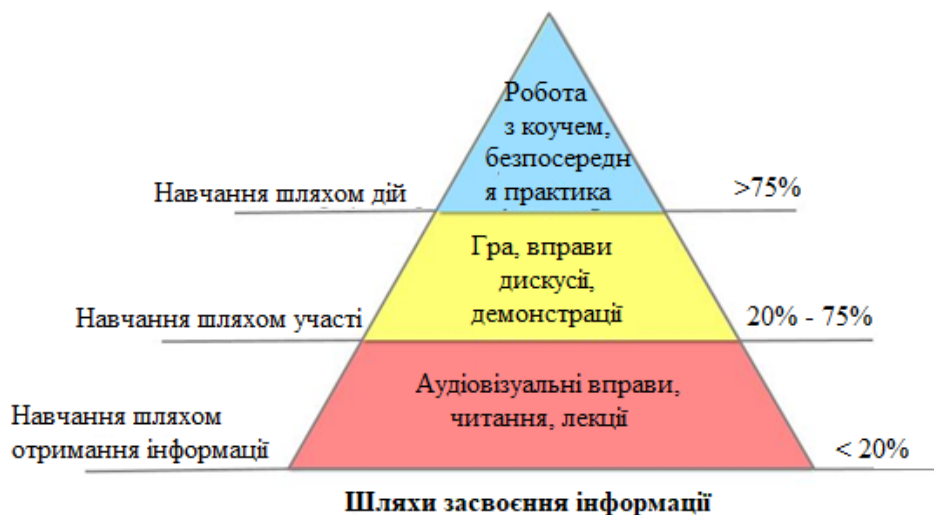 Робота
з коучем,
безпосередн
я практика
Навчання шляхом дій
>75%
Гра, вправи
дискусії,
демонстрації
Навчання шляхом участі
20% - 75%
Аудіовізуальні вправи,
читання, лекції
Навчання шляхом
отримання інформації
< 20%
Шляхи засвоєння інформації